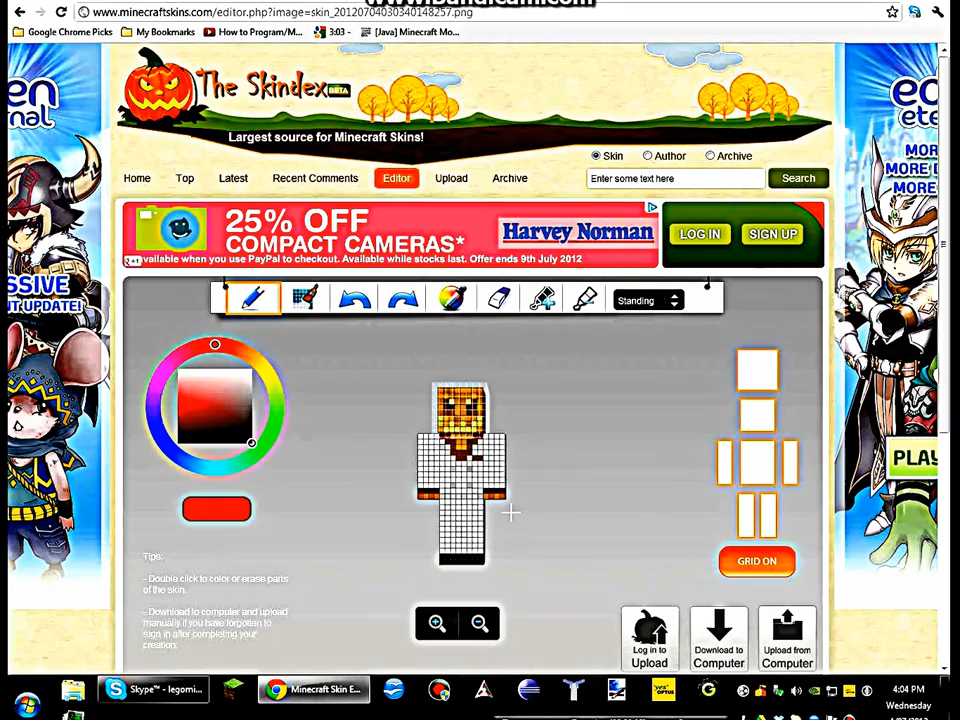 www.minecraftskins.com/editor.php?image=skin_20120704030340148257.png
Google Chrome Picks
My Bookmarks
How to Program/M...
3:03 -
[Java] Minecraft Mo...
The Skindex
BETA
Largest source for Minecraft Skins!
Skin
Author
Archive
Home
Top
Latest
Recent Comments
Editor
Upload
Archive
Enter some text here
Search
25% OFF
COMPACT CAMERAS*
vailable when you use PayPal to checkout. Available while stocks last. Offer ends 9th July 2012
Harvey Norman
LOG IN
SIGN UP
MOR
MORE D
MORE
SSIVE
NT UPDATE!
PLAY
Standing
Tips:
- Double click to color or erase parts
of the skin.
- Download to computer and upload
manually if you have forgotten to
sign in after completing your
creation.
GRID ON
Log in to
Upload
Download to
Computer
Upload from
Computer
Skype™ - legomi...
Minecraft Skin E...
4:04 PM
Wednesday